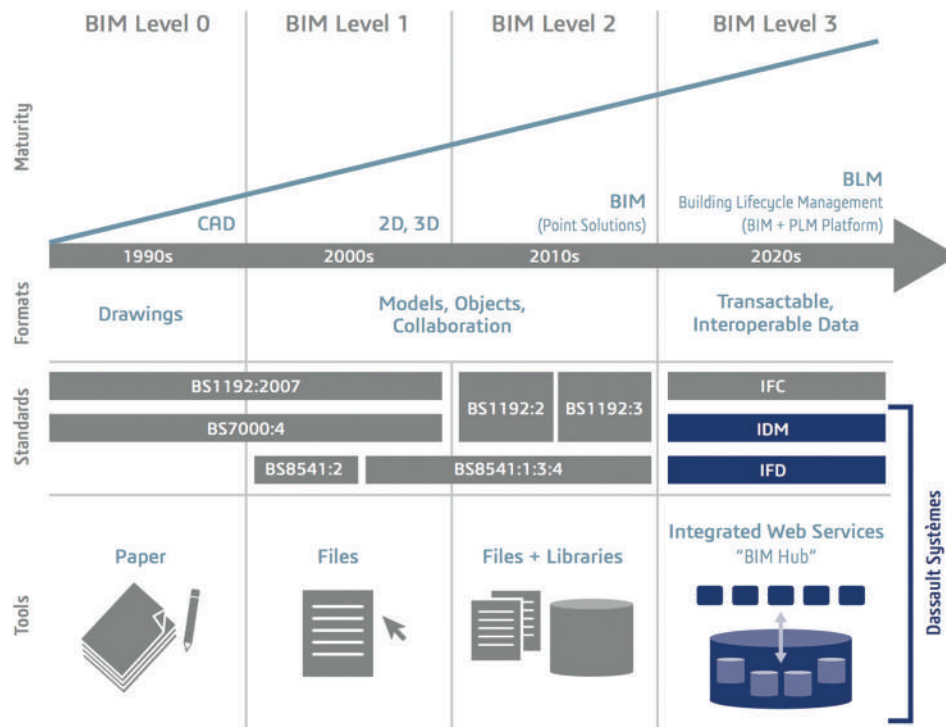 BIM Level 0
BIM Level 1
BIM Level 2
BIM Level 3
Maturity
CAD
2D, 3D
BIM
(Point Solutions)
BLM
Building Lifecycle Management
(BIM + PLM Platform)
1990s
2000s
2010s
2020s
Formats
Drawings
Models, Objects,
Collaboration
Transactable,
Interoperable Data
Standards
BS1192:2007
BS7000:4
BS8541:2
BS1192:2
BS1192:3
BS8541:1:3:4
IFC
IDM
IFD
Tools
Paper
Files
Files + Libraries
Integrated Web Services
“BIM Hub“
Dassault Systèmes